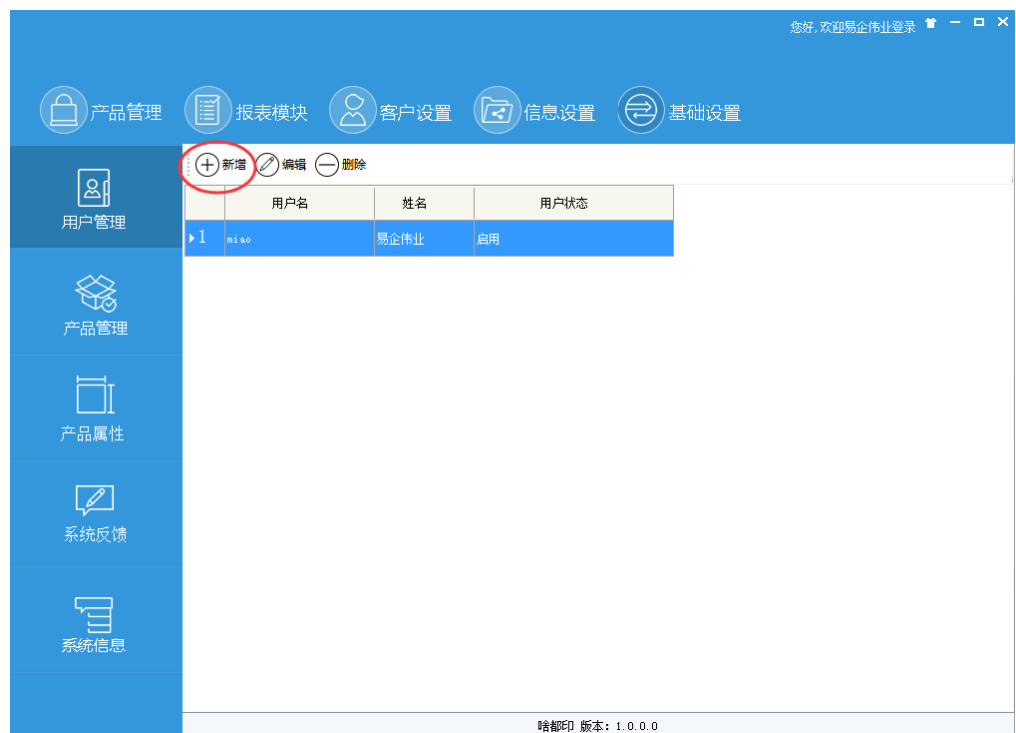 您好,欢迎易企伟业登录
产品管理 报表模块 客户设置 信息设置 基础设置
新增 编辑 删除
用户名 姓名 用户状态
1 miao 易企伟业 启用
用户管理
产品管理
产品属性
系统反馈
系统信息
啥都印 版本: 1.0.0.0